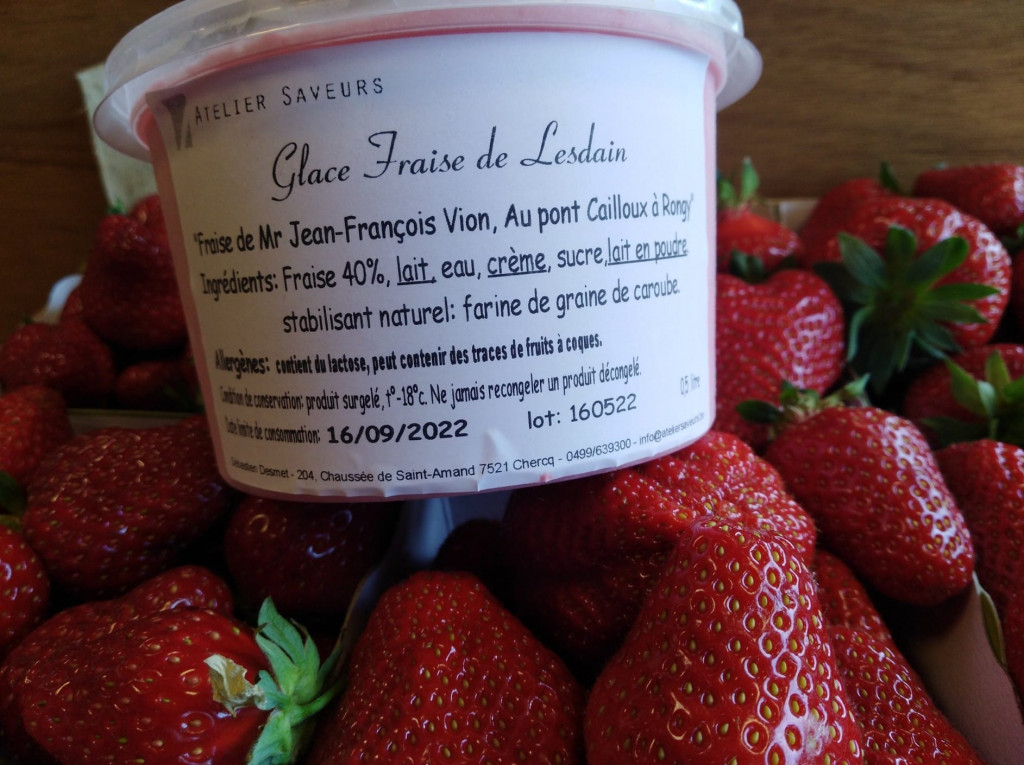 ATELIER SAVEURS
Glace Fraise de Lesdain
"Fraise de Mr Jean-François Vion, Au pont Cailloux à Rongy"
Ingrédients: Fraise 40%, lait, eau, crème, sucre, lait en poudre.
stabilisant naturel: farine de graine de caroube.
Allergènes: contient du lactose, peut contenir des traces de fruits à coques.
Condition de conservation: produit surgelé, t°-18°c. Ne jamais recongeler un produit décongelé.
0,5 litre
Date limite de consommation: 16/09/2022 lot: 160522
Sébastien Desmet - 204, Chaussée de Saint-Amand 7521 Chercq - 0499/639300 - info@ateliersaveurs.be